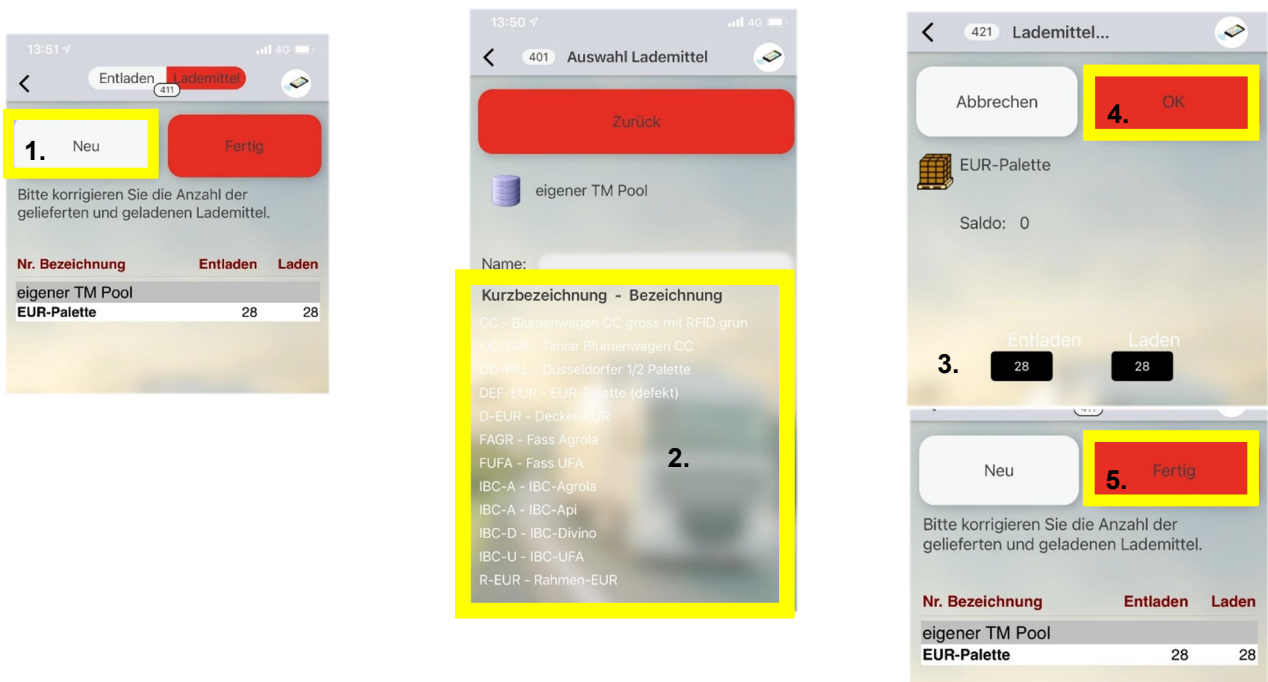 13:51 4G
Entladen Lademittel
411
1. Neu Fertig
Bitte korrigieren Sie die Anzahl der
gelieferten und geladenen Lademittel.
Nr. Bezeichnung Entladen Laden
eigener TM Pool
EUR-Palette 28 28
13:50 4G
401 Auswahl Lademittel
Zurück
eigener TM Pool
Name:
Kurzbezeichnung - Bezeichnung
CC - Blumenwagen CC gross mit RFID grün
CC-TAB - Tablar Blumenwagen CC
DD-PAL - Düsseldorfer 1/2 Palette
DEF-EUR - EUR-Palette (defekt)
D-EUR - Deckel-EUR
FAGR - Fass Agrola
FUFA - Fass UFA
2.
IBC-A - IBC-Agrola
IBC-A - IBC-Api
IBC-D - IBC-Divino
IBC-U - IBC-UFA
R-EUR - Rahmen-EUR
421 Lademittel...
Abbrechen 4. OK
EUR-Palette
Saldo: 0
Entladen Laden
3. 28 28
411
Neu 5. Fertig
Bitte korrigieren Sie die Anzahl der
gelieferten und geladenen Lademittel.
Nr. Bezeichnung Entladen Laden
eigener TM Pool
EUR-Palette 28 28